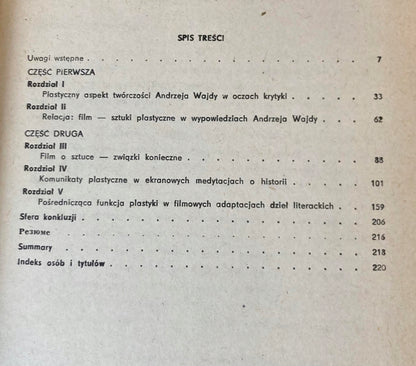 SPIS TREŚCI
Uwagi wstępne . . . . . . . . . . . . . . . 7
CZĘŚĆ PIERWSZA
Rozdział I
Plastyczny aspekt twórczości Andrzeja Wajdy w oczach krytyki . . . . . 33
Rozdział II
Relacja: film — sztuki plastyczne w wypowiedziach Andrzeja Wajdy . . . . 62
CZĘŚĆ DRUGA
Rozdział III
Film o sztuce — związki konieczne . . . . . . . . . . 83
Rozdział IV
Komunikaty plastyczne w ekranowych medytacjach o historii . . . . . 101
Rozdział V
Pośrednicząca funkcja plastyki w filmowych adaptacjach dzieł literackich . . . 159
Sfera konkluzji . . . . . . . . . . . . . . . 206
Резюме . . . . . . . . . . . . . . . . 216
Summary . . . . . . . . . . . . . . . . 218
Indeks osób i tytułów . . . . . . . . . . . . . 220